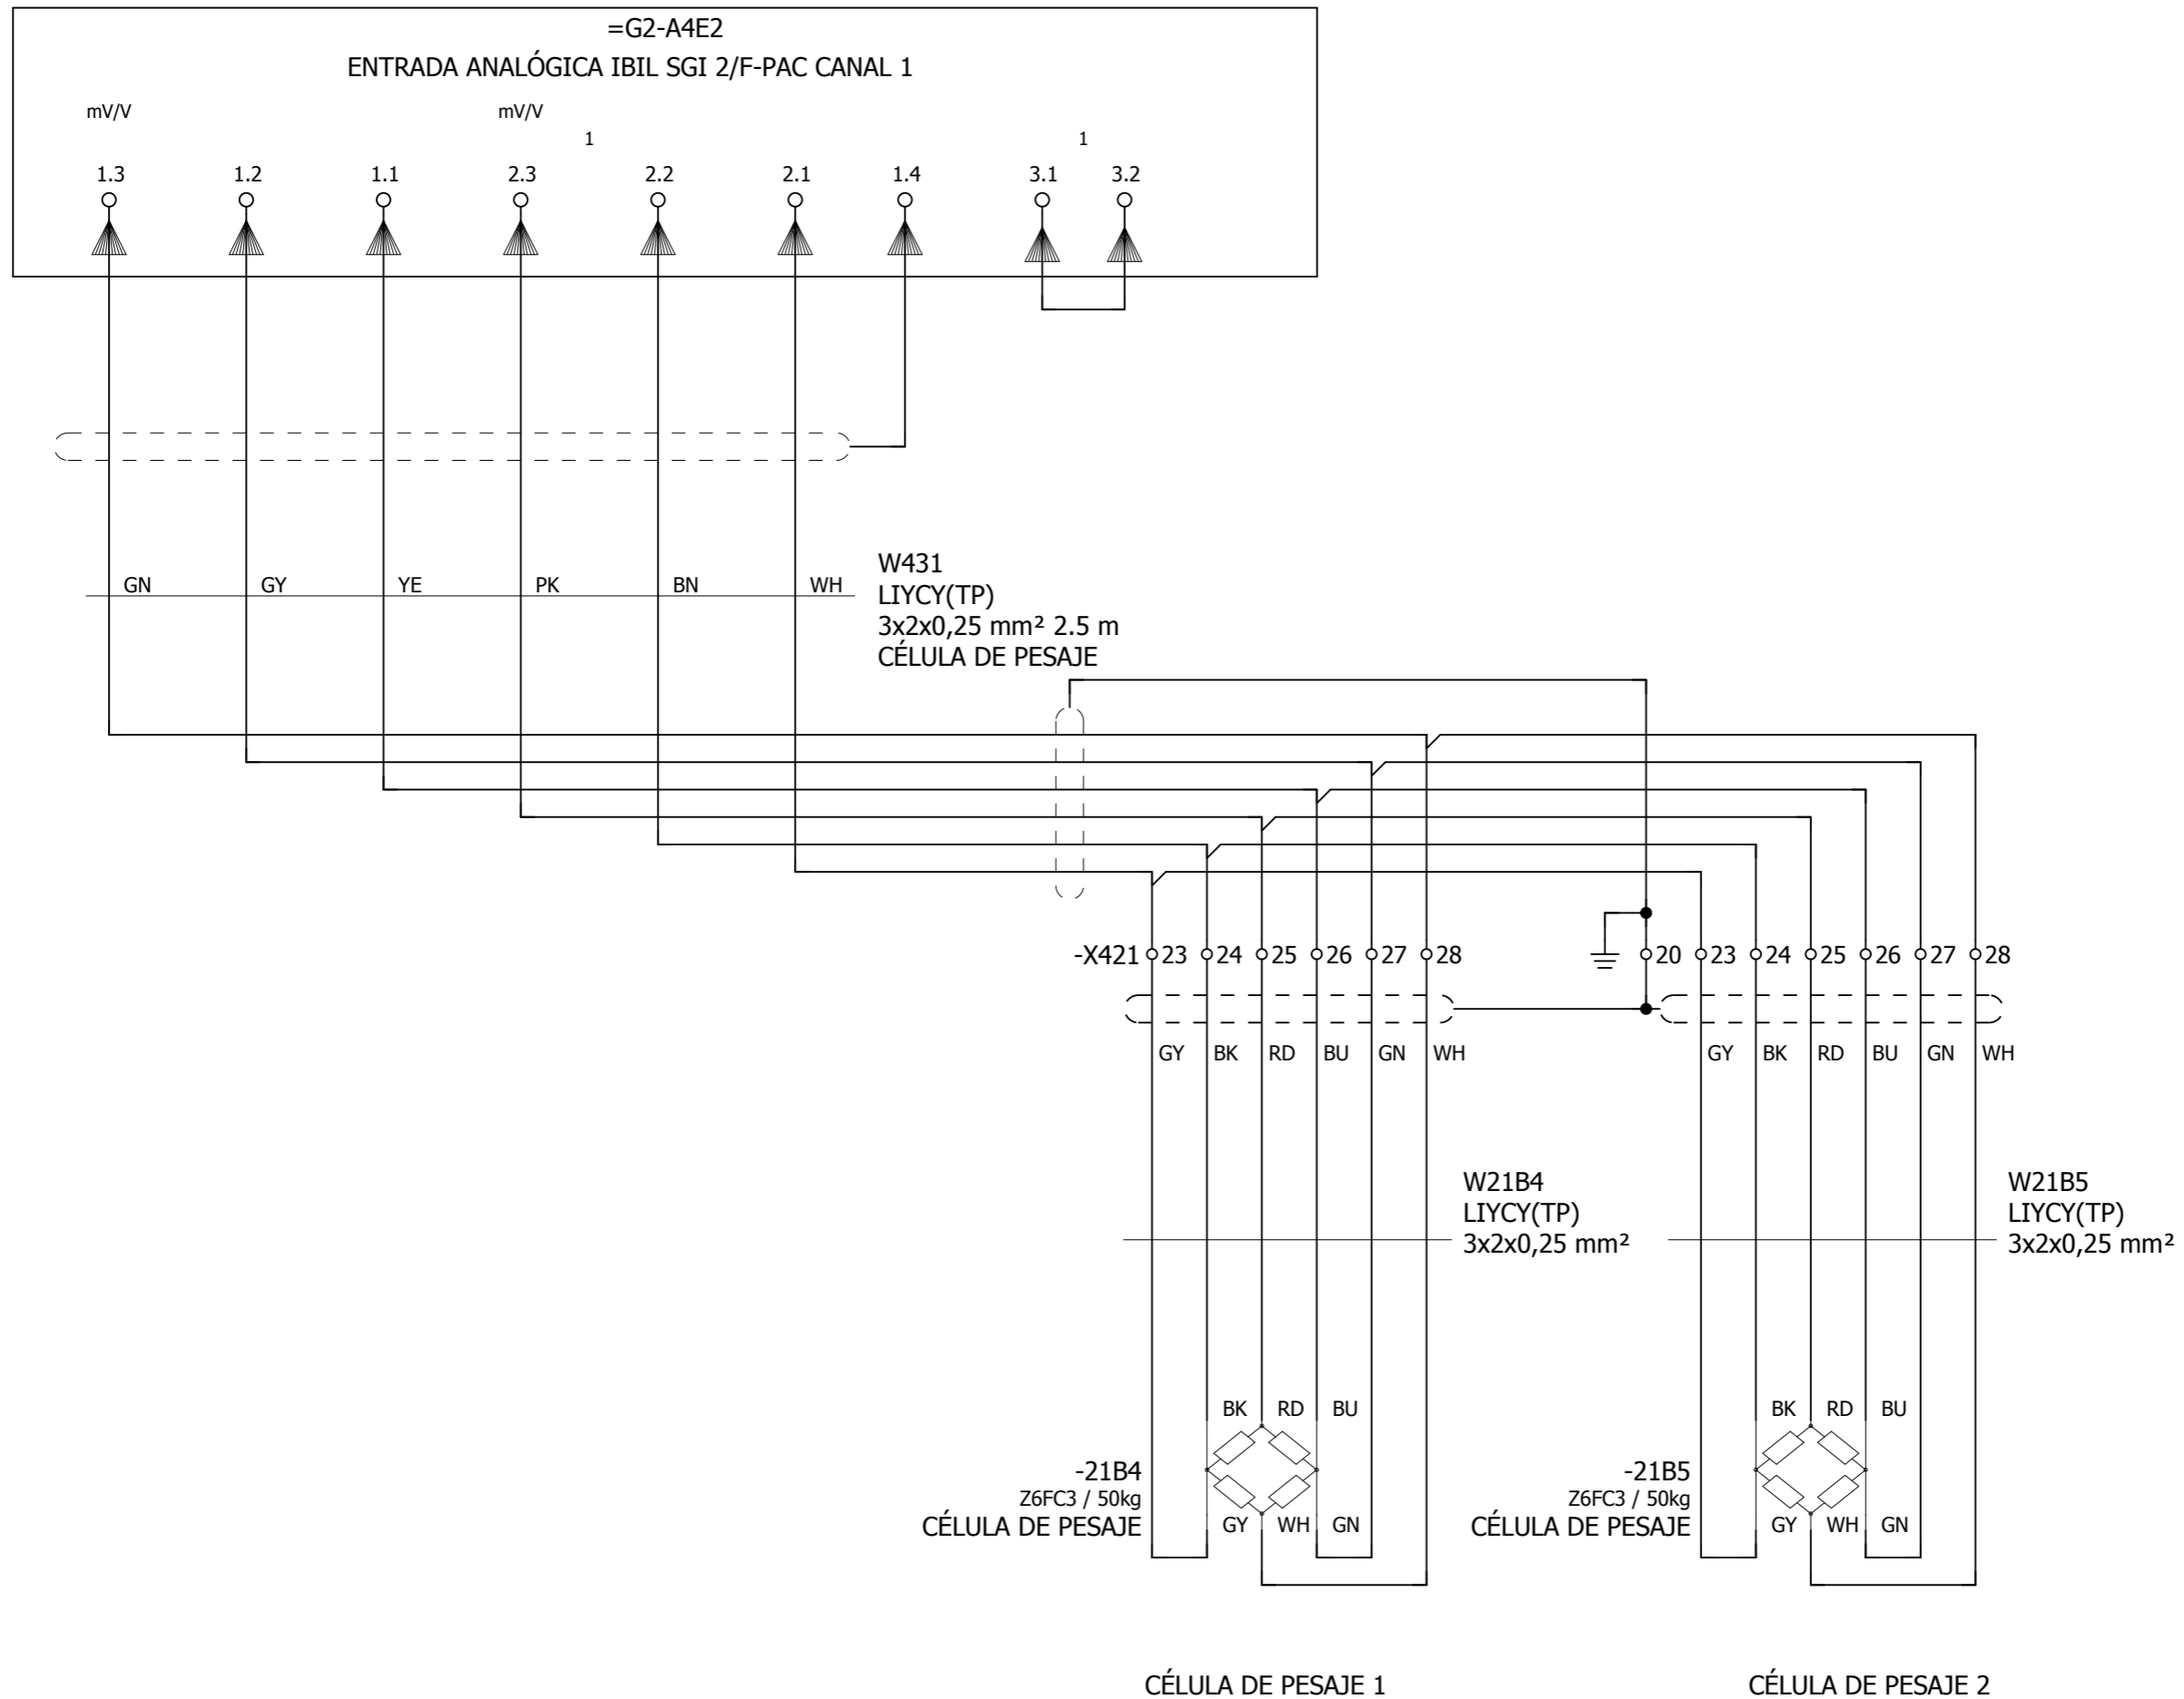 =G2-A4E2
ENTRADA ANALÓGICA IBIL SGI 2/F-PAC CANAL 1
mV/V mV/V
1 1
1.3 1.2 1.1 2.3 2.2 2.1 1.4 3.1 3.2
W431
GN GY YE PK BN WH LIYCY(TP)
3x2x0,25 mm² 2.5 m
CÉLULA DE PESAJE
-X421 23 24 25 26 27 28 20 23 24 25 26 27 28
GY BK RD BU GN WH GY BK RD BU GN WH
W21B4
LIYCY(TP)
3x2x0,25 mm²
W21B5
LIYCY(TP)
3x2x0,25 mm²
BK RD BU BK RD BU
-21B4
Z6FC3 / 50kg
CÉLULA DE PESAJE
GY WH GN
-21B5
Z6FC3 / 50kg
CÉLULA DE PESAJE
GY WH GN
CÉLULA DE PESAJE 1 CÉLULA DE PESAJE 2